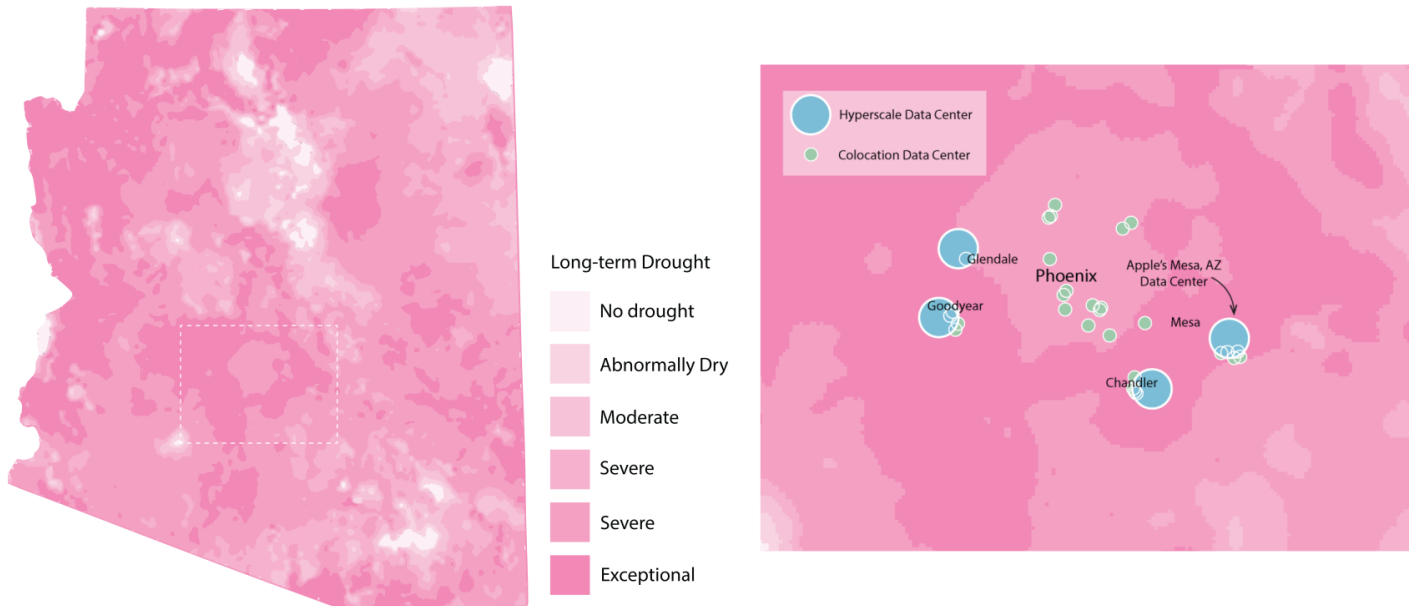 Long-term Drought
No drought
Abnormally Dry
Moderate
Severe
Severe
Exceptional
Hyperscale Data Center
Colocation Data Center
Glendale
Phoenix
Apple's Mesa, AZ
Data Center
Goodyear
Mesa
Chandler